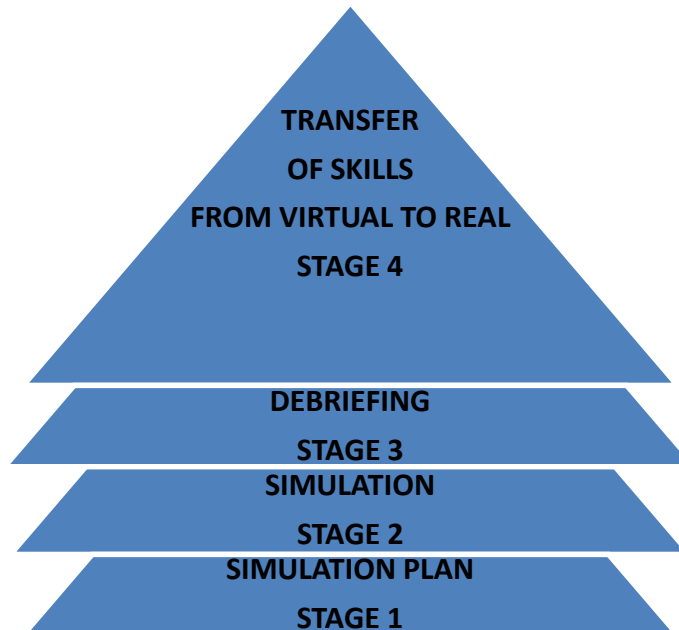 TRANSFER
OF SKILLS
FROM VIRTUAL TO REAL
STAGE 4
DEBRIEFING
STAGE 3
SIMULATION
STAGE 2
SIMULATION PLAN
STAGE 1